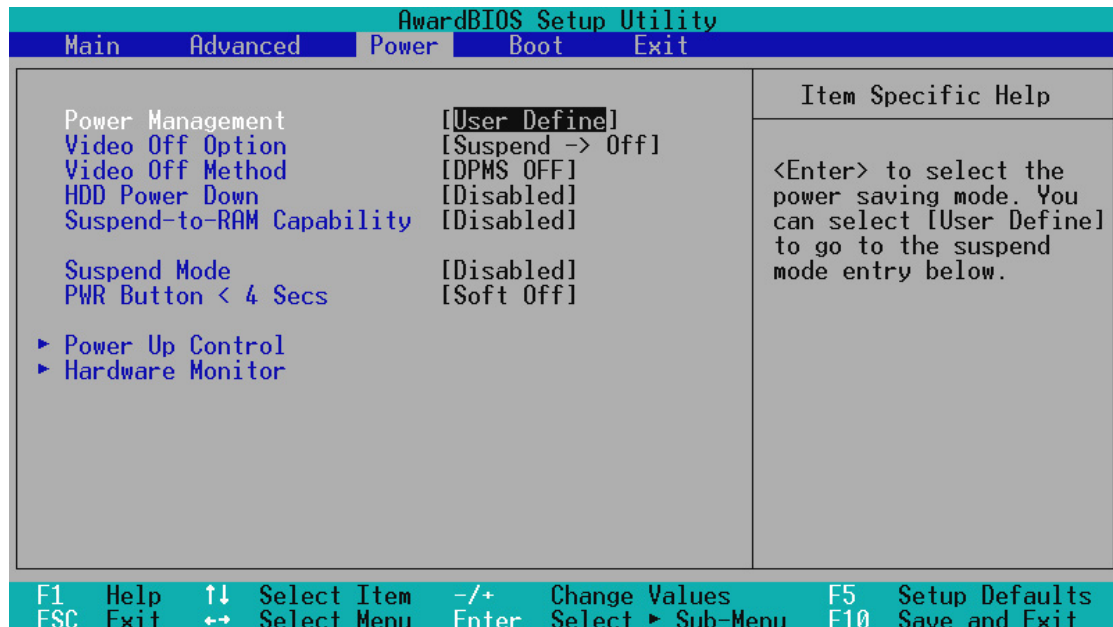 AwardBIOS Setup Utility
Main Advanced Power Boot Exit
Item Specific Help
Power Management [User Define]
Video Off Option [Suspend -> Off]
Video Off Method [DPMS OFF]
HDD Power Down [Disabled]
Suspend-to-RAM Capability [Disabled]
Suspend Mode [Disabled]
PWR Button < 4 Secs [Soft Off]
▶ Power Up Control
▶ Hardware Monitor
<Enter> to select the
power saving mode. You
can select [User Define]
to go to the suspend
mode entry below.
F1 Help ↑↓ Select Item -/+ Change Values F5 Setup Defaults
ESC Exit ←→ Select Menu Enter Select ▶ Sub-Menu F10 Save and Exit